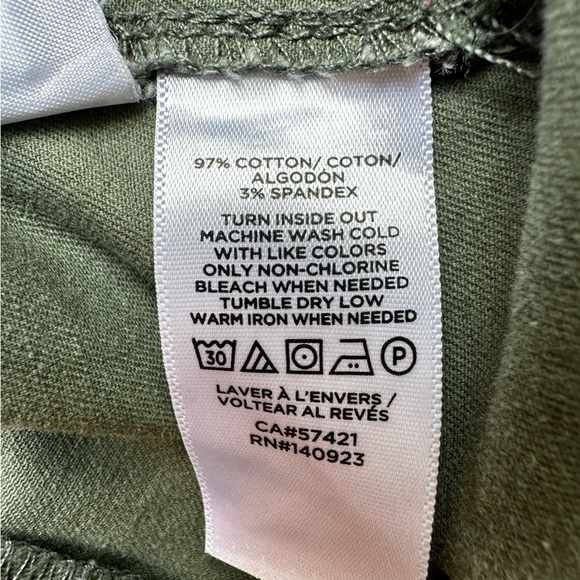 97% COTTON/ COTON/
ALGODÓN
3% SPANDEX
TURN INSIDE OUT
MACHINE WASH COLD
WITH LIKE COLORS
ONLY NON-CHLORINE
BLEACH WHEN NEEDED
TUMBLE DRY LOW
WARM IRON WHEN NEEDED
30 P
LAVER À L'ENVERS /
VOLTEAR AL REVÉS
CA#57421
RN#140923